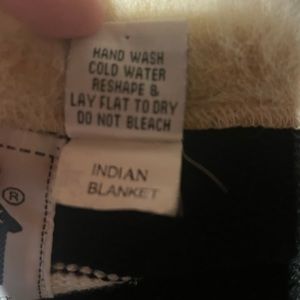 HAND WASH
COLD WATER
RESHAPE &
LAY FLAT TO DRY
DO NOT BLEACH
INDIAN
BLANKET
®